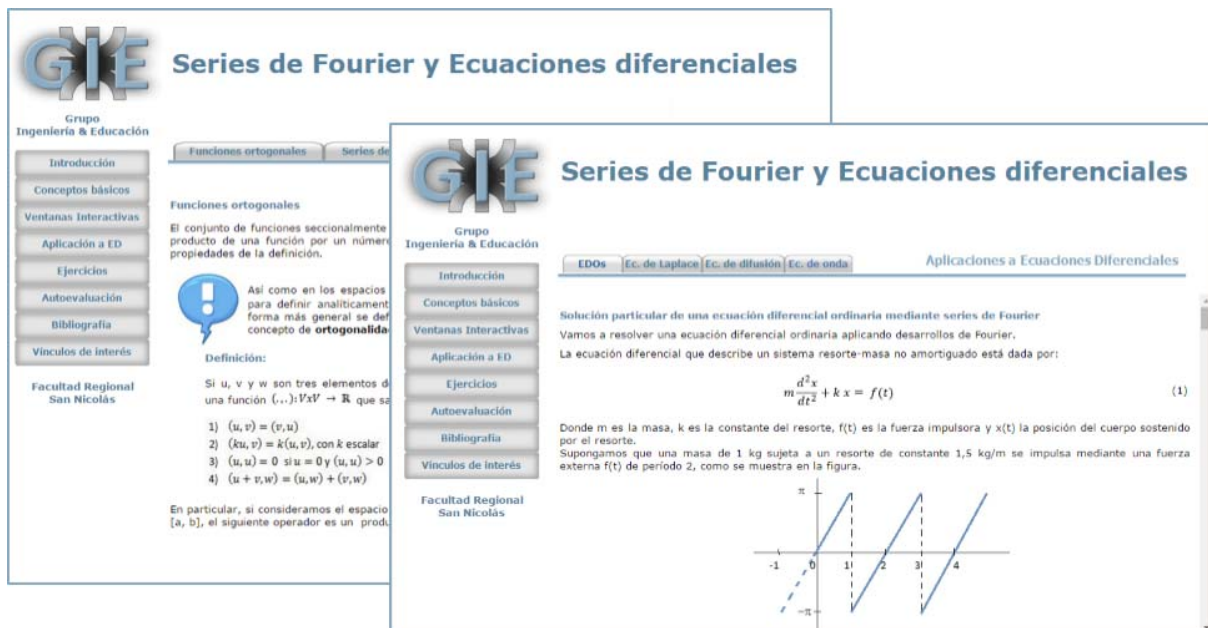 GIE
Series de Fourier y Ecuaciones diferenciales
Grupo
Ingeniería & Educación
Introducción
Conceptos básicos
Ventanas Interactivas
Aplicación a ED
Ejercicios
Autoevaluación
Bibliografía
Vínculos de interés
Facultad Regional
San Nicolás
Funciones ortogonales
Series de
Funciones ortogonales
El conjunto de funciones seccionalmente
producto de una función por un número
propiedades de la definición.
Así como en los espacios
para definir analíticament
forma más general se def
concepto de ortogonalida
Definición:
Si u, v y w son tres elementos d
una función (.,.): VxV → ℝ que sa
1) (u, v) = (v, u)
2) (ku, v) = k(u, v), con k escalar
3) (u, u) = 0 si u = 0 y (u, u) > 0
4) (u + v, w) = (u, w) + (v, w)
En particular, si consideramos el espacio
[a, b], el siguiente operador es un produ
GIE
Series de Fourier y Ecuaciones diferenciales
Grupo
Ingeniería & Educación
Introducción
Conceptos básicos
Ventanas Interactivas
Aplicación a ED
Ejercicios
Autoevaluación
Bibliografía
Vínculos de interés
Facultad Regional
San Nicolás
EDOs
Ec. de Laplace
Ec. de difusión
Ec. de onda
Aplicaciones a Ecuaciones Diferenciales
Solución particular de una ecuación diferencial ordinaria mediante series de Fourier
Vamos a resolver una ecuación diferencial ordinaria aplicando desarrollos de Fourier.
La ecuación diferencial que describe un sistema resorte-masa no amortiguado está dada por:
m d²x/dt² + k x = f(t) (1)
Donde m es la masa, k es la constante del resorte, f(t) es la fuerza impulsora y x(t) la posición del cuerpo sostenido
por el resorte.
Supongamos que una masa de 1 kg sujeta a un resorte de constante 1,5 kg/m se impulsa mediante una fuerza
externa f(t) de período 2, como se muestra en la figura.
π
-1 0 1 2 3 4
-π